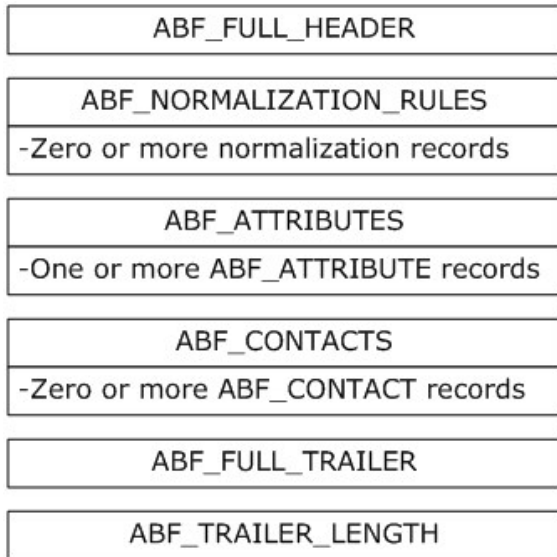 ABF_FULL_HEADER
ABF_NORMALIZATION_RULES
-Zero or more normalization records
ABF_ATTRIBUTES
-One or more ABF_ATTRIBUTE records
ABF_CONTACTS
-Zero or more ABF_CONTACT records
ABF_FULL_TRAILER
ABF_TRAILER_LENGTH